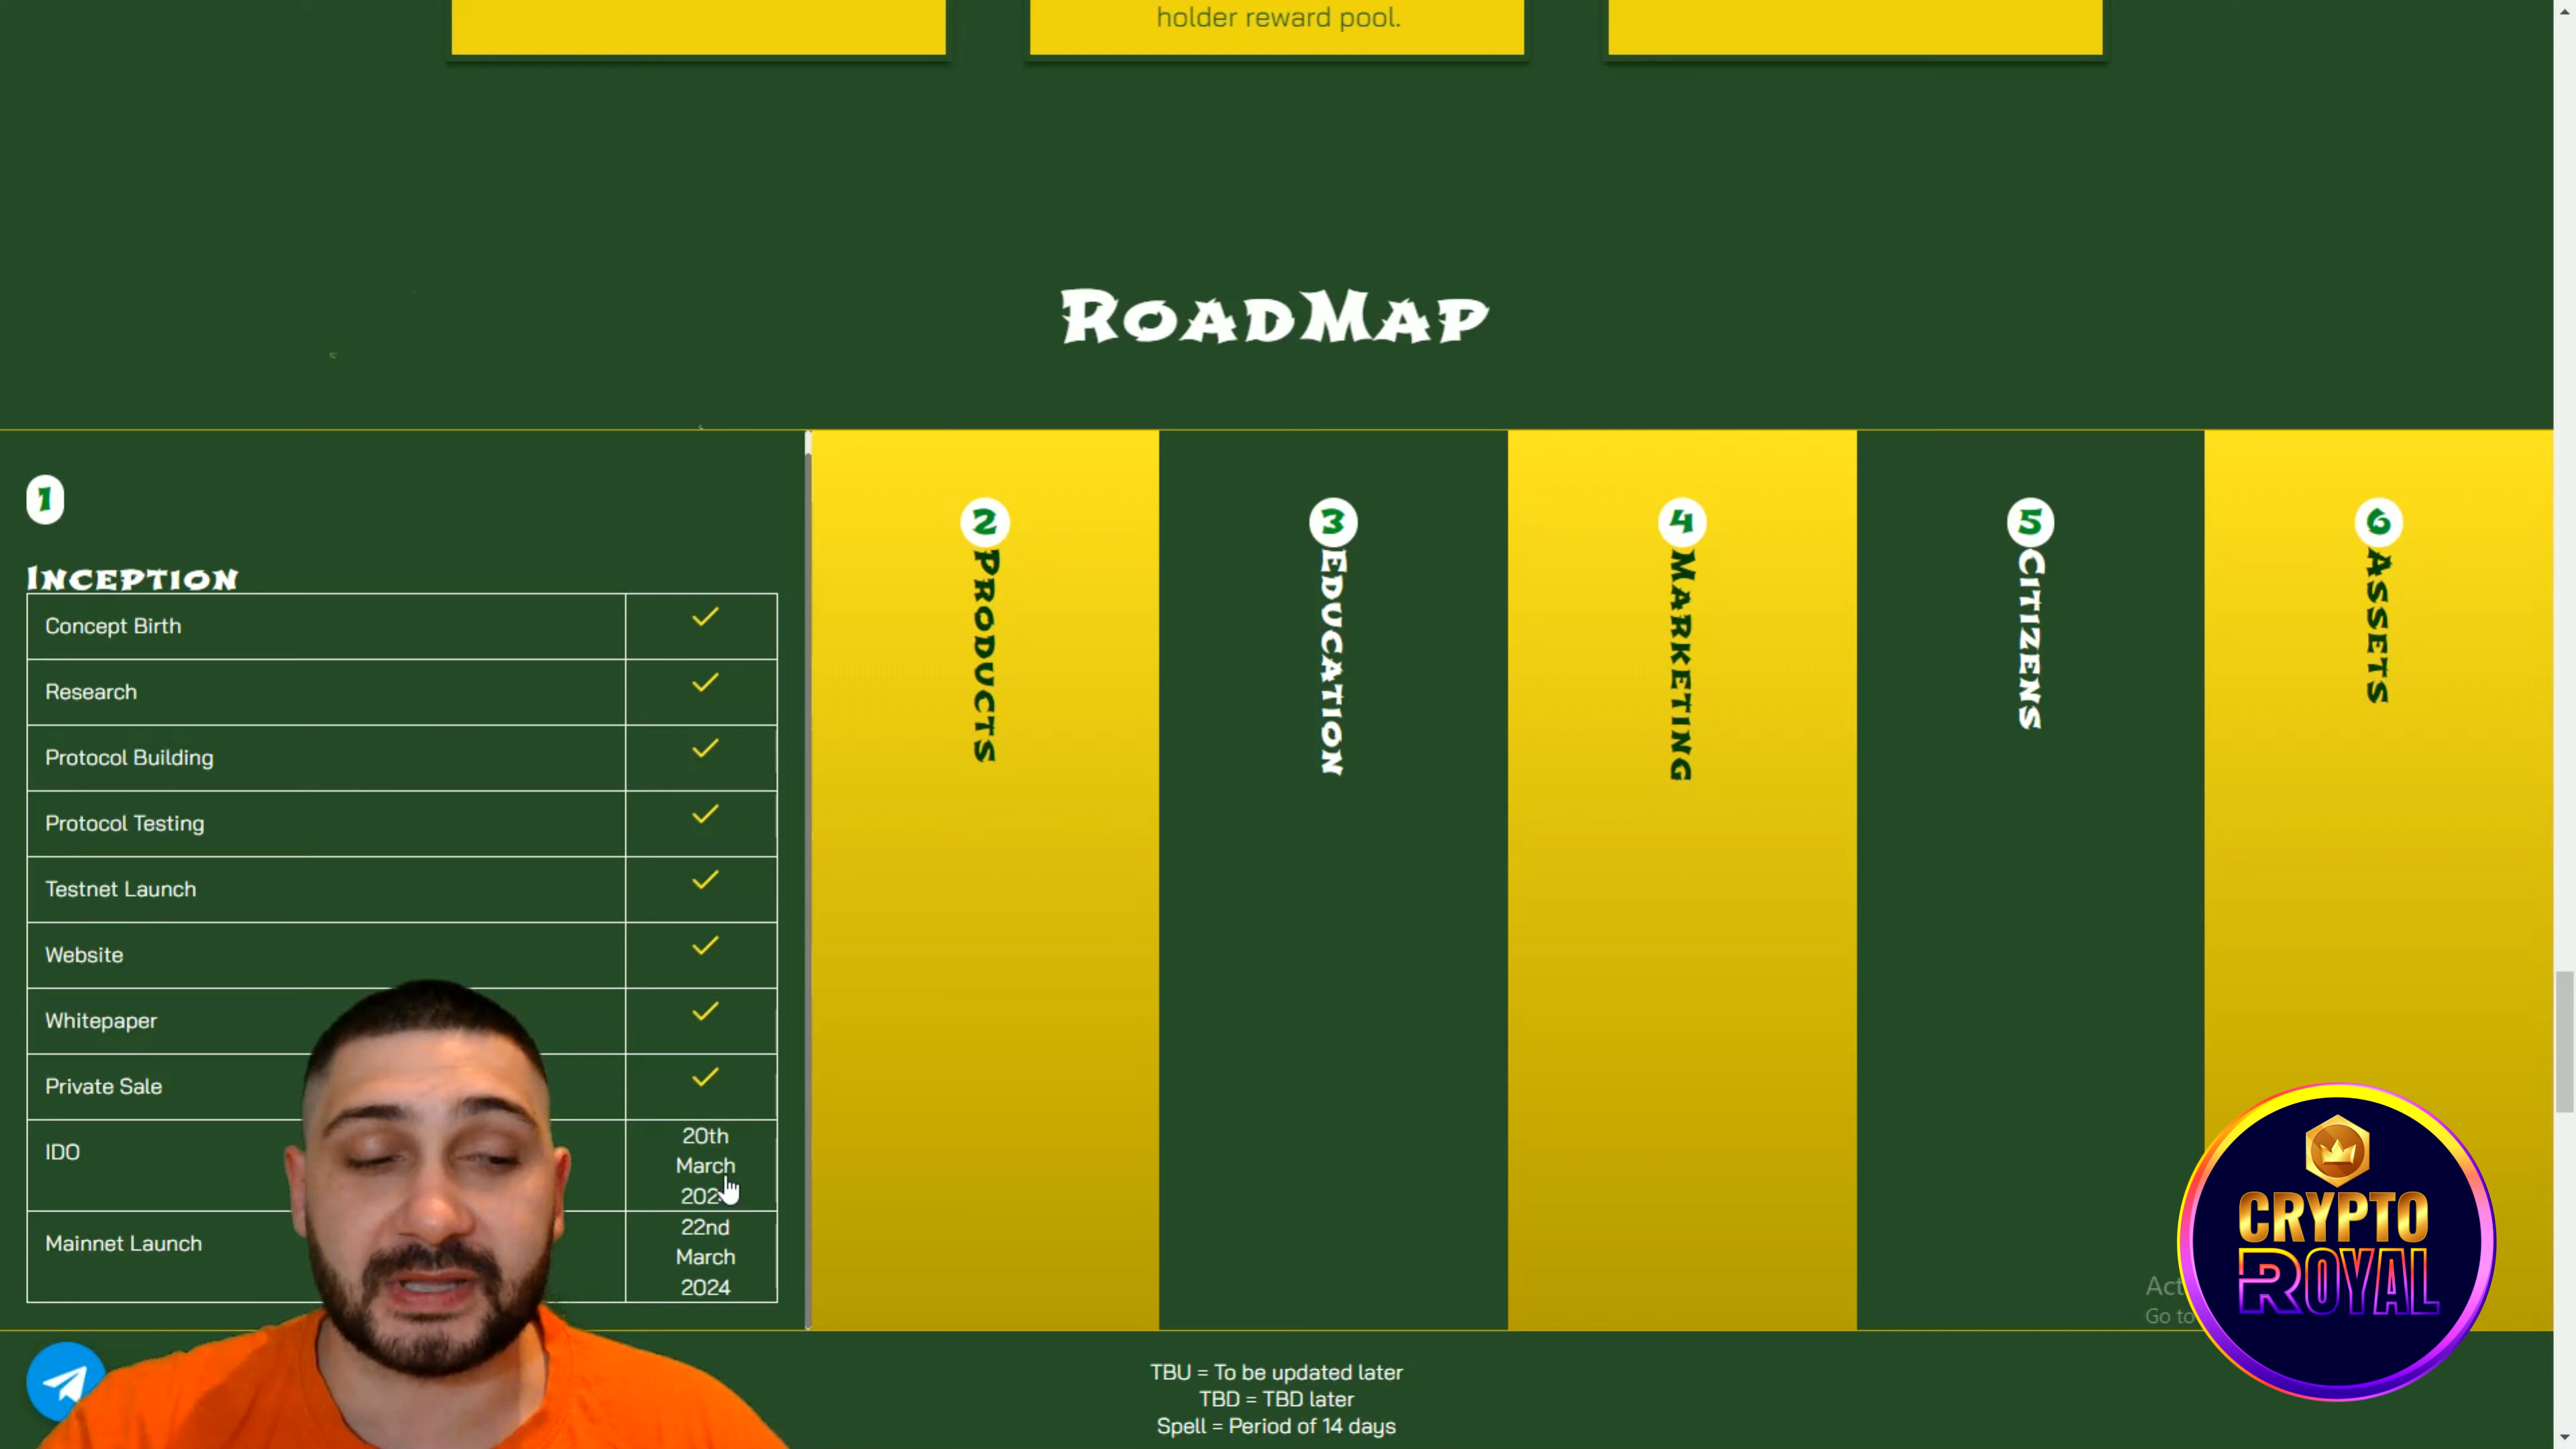 holder reward pool.
ROADMAP
1
INCEPTION
Concept Birth
Research
Protocol Building
Protocol Testing
Testnet Launch
Website
Whitepaper
Private Sale
IDO
20th
March
Mainnet Launch
22nd
March
2024
2
PRODUCTS
3
EDUCATION
4
MARKETING
5
CITIZENS
6
ASSETS
CRYPTO
ROYAL
Go to
TBU = To be updated later
TBD = TBD later
Spell = Period of 14 days